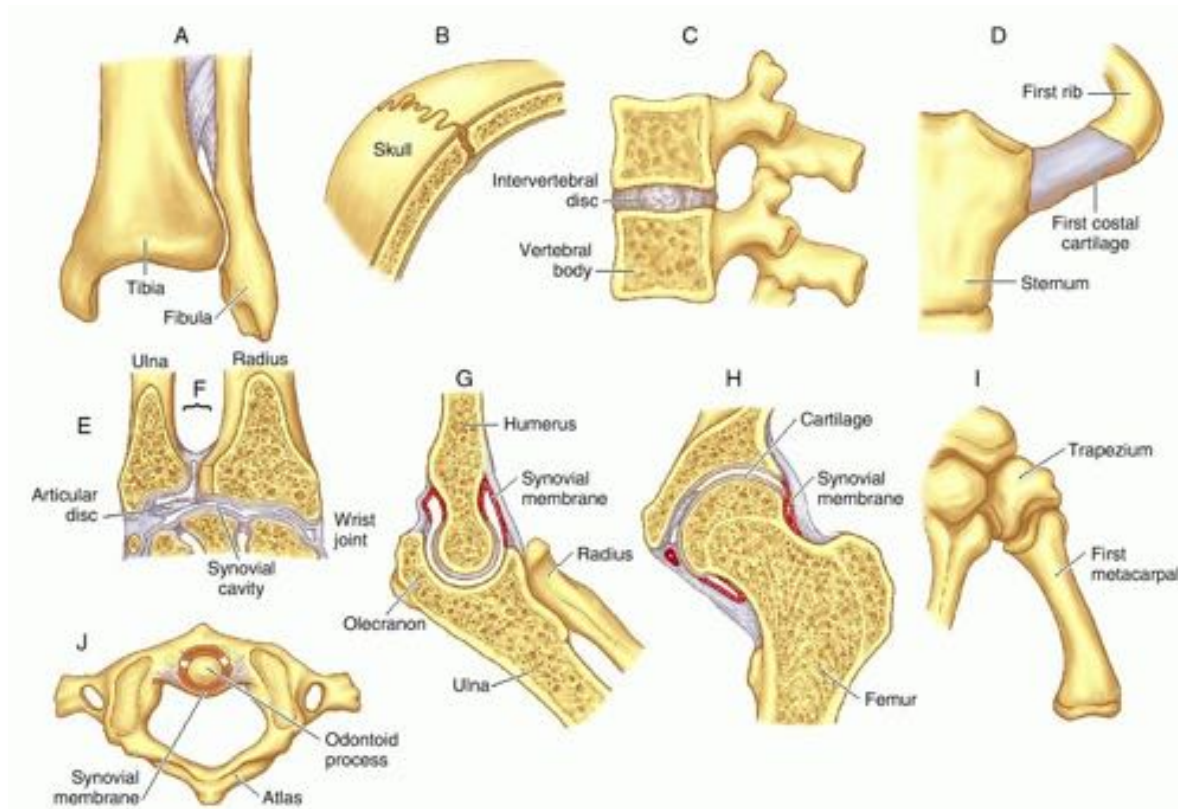 A
B
C
D
First rib
Skull
Intervertebral
disc
First costal
cartilage
Vertebral
body
Tibia
Sternum
Fibula
Ulna
Radius
F
G
H
I
E
Humerus
Cartilage
Trapezium
Synovial
membrane
Synovial
membrane
Articular
disc
Wrist
joint
Radius
First
metacarpal
Synovial
cavity
Olecranon
J
Ulna
Femur
Odontoid
process
Synovial
membrane
Atlas